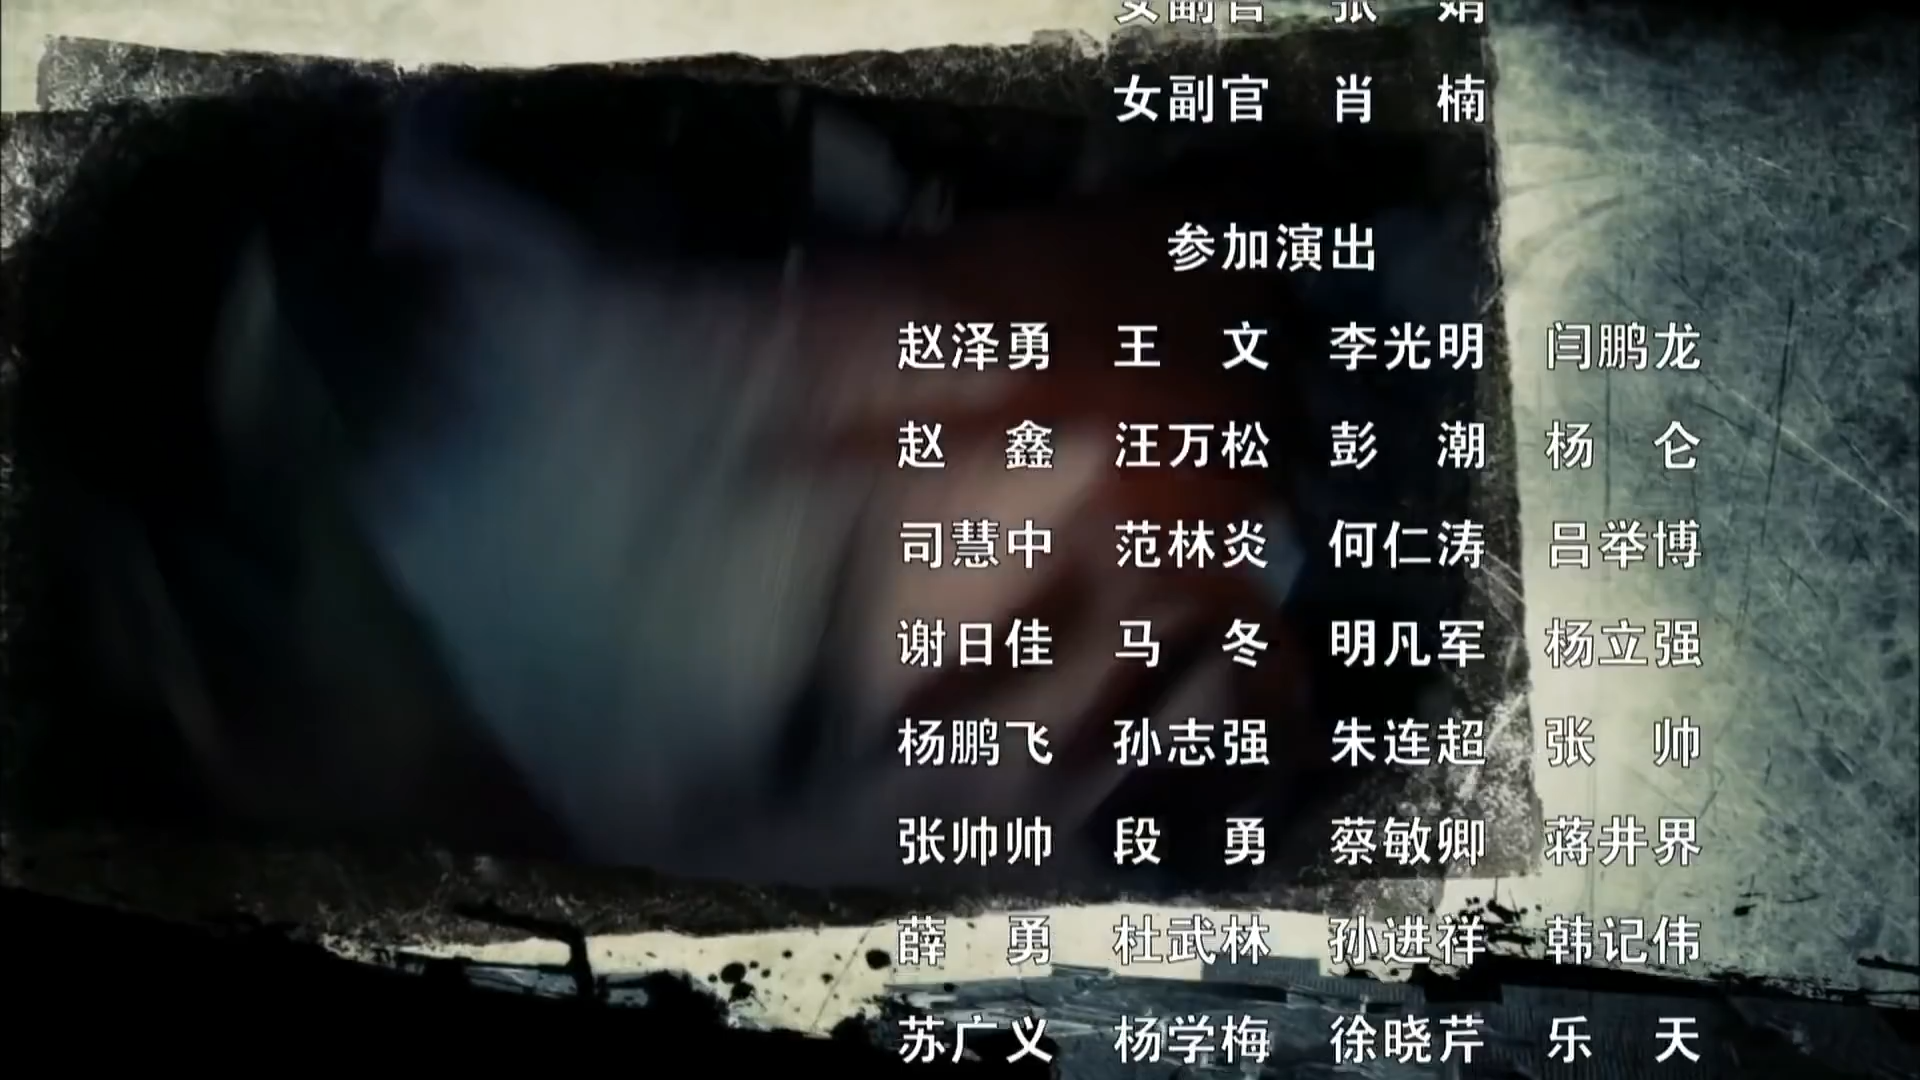 女副官 张 娟
女副官 肖 楠
参加演出
赵泽勇 王 文 李光明 闫鹏龙
赵 鑫 汪万松 彭 潮 杨 仑
司慧中 范林炎 何仁涛 吕举博
谢日佳 马 冬 明凡军 杨立强
杨鹏飞 孙志强 朱连超 张 帅
张帅帅 段 勇 蔡敏卿 蒋井界
薛 勇 杜武林 孙进祥 韩记伟
苏广义 杨学梅 徐晓芹 乐 天